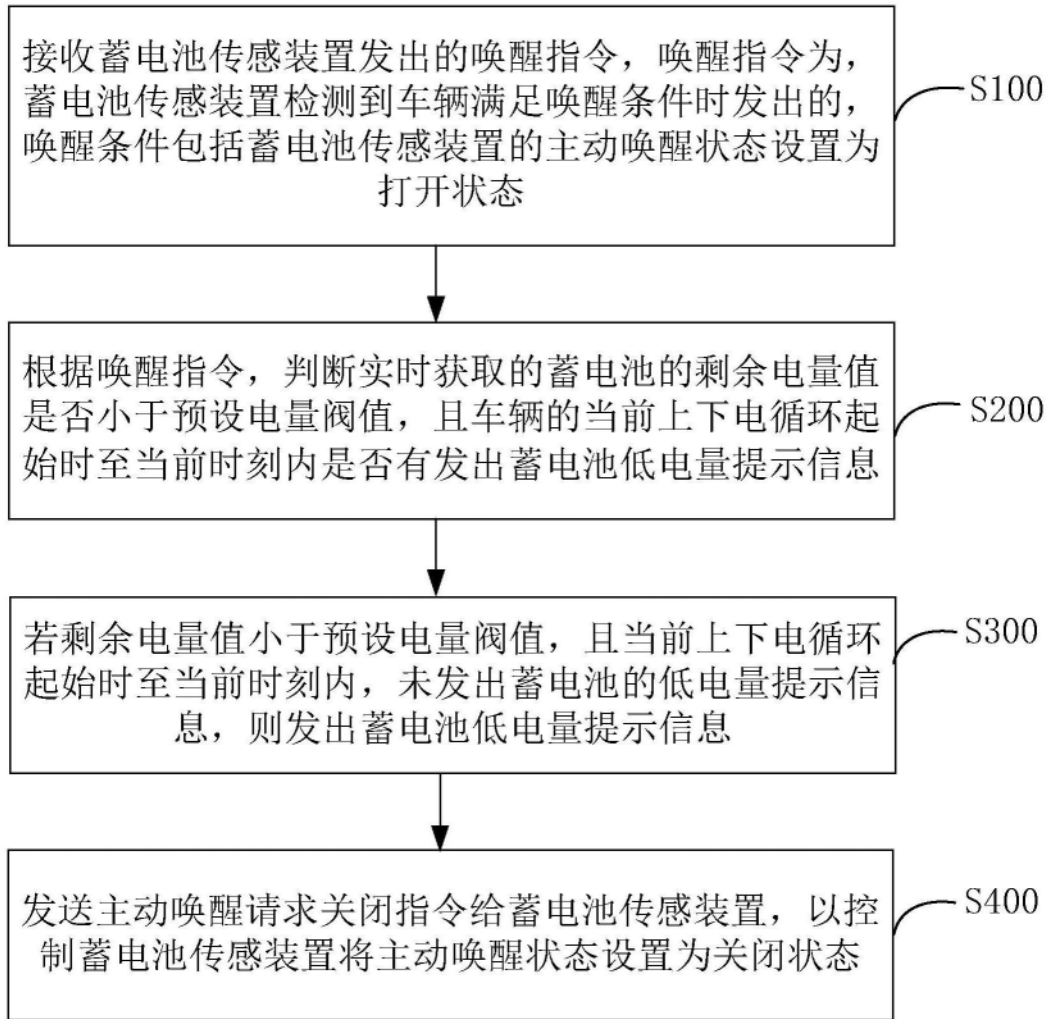 接收蓄电池传感装置发出的唤醒指令，唤醒指令为，
蓄电池传感装置检测到车辆满足唤醒条件时发出的，
唤醒条件包括蓄电池传感装置的主动唤醒状态设置为
打开状态
S100
根据唤醒指令，判断实时获取的蓄电池的剩余电量值
是否小于预设电量阀值，且车辆的当前上下电循环起
始时至当前时刻内是否有发出蓄电池低电量提示信息
S200
若剩余电量值小于预设电量阀值，且当前上下电循环
起始时至当前时刻内，未发出蓄电池的低电量提示信
息，则发出蓄电池低电量提示信息
S300
发送主动唤醒请求关闭指令给蓄电池传感装置，以控
制蓄电池传感装置将主动唤醒状态设置为关闭状态
S400